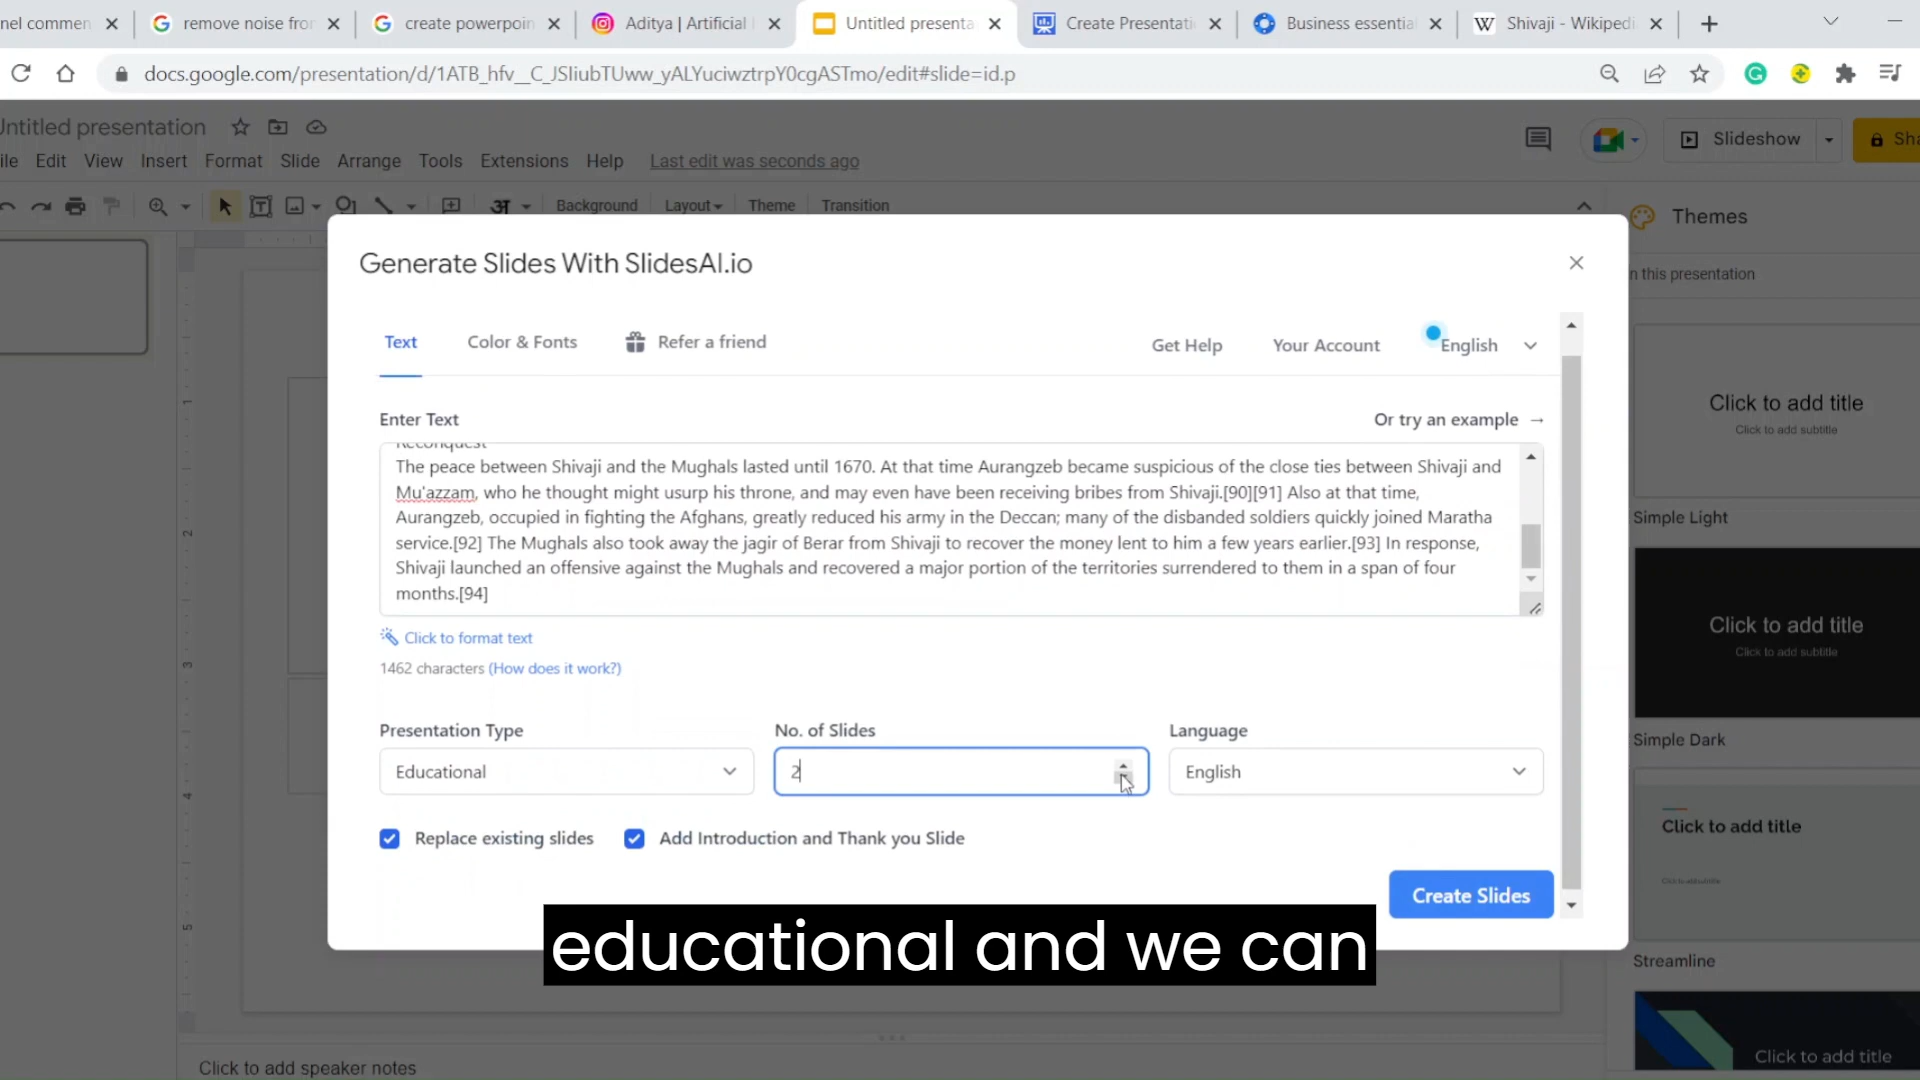 nel commen
remove noise fro
create powerpoin
Aditya | Artificial
Untitled presenta
Create Presentati
Business essentia
Shivaji - Wikipedi
docs.google.com/presentation/d/1ATB_hfv__C_JSIiubTUww_yALYuciwztrpY0cgASTmo/edit#slide=id.p
Untitled presentation
ile Edit View Insert Format Slide Arrange Tools Extensions Help Last edit was seconds ago
Slideshow
Sha
अ
Background Layout Theme Transition
Themes
n this presentation
Generate Slides With SlidesAI.io
Text Color & Fonts Refer a friend Get Help Your Account English
Enter Text Or try an example →
Reconquest
The peace between Shivaji and the Mughals lasted until 1670. At that time Aurangzeb became suspicious of the close ties between Shivaji and
Mu'azzam, who he thought might usurp his throne, and may even have been receiving bribes from Shivaji.[90][91] Also at that time,
Aurangzeb, occupied in fighting the Afghans, greatly reduced his army in the Deccan; many of the disbanded soldiers quickly joined Maratha
service.[92] The Mughals also took away the jagir of Berar from Shivaji to recover the money lent to him a few years earlier.[93] In response,
Shivaji launched an offensive against the Mughals and recovered a major portion of the territories surrendered to them in a span of four
months.[94]
Click to format text
1462 characters (How does it work?)
Presentation Type No. of Slides Language
Educational 2 English
Replace existing slides Add Introduction and Thank you Slide
Create Slides
educational and we can
Click to add title
Click to add subtitle
Simple Light
Click to add title
Click to add subtitle
Simple Dark
Click to add title
Click to add subtitle
Streamline
Click to add title
Click to add speaker notes
1
2
3
4
5